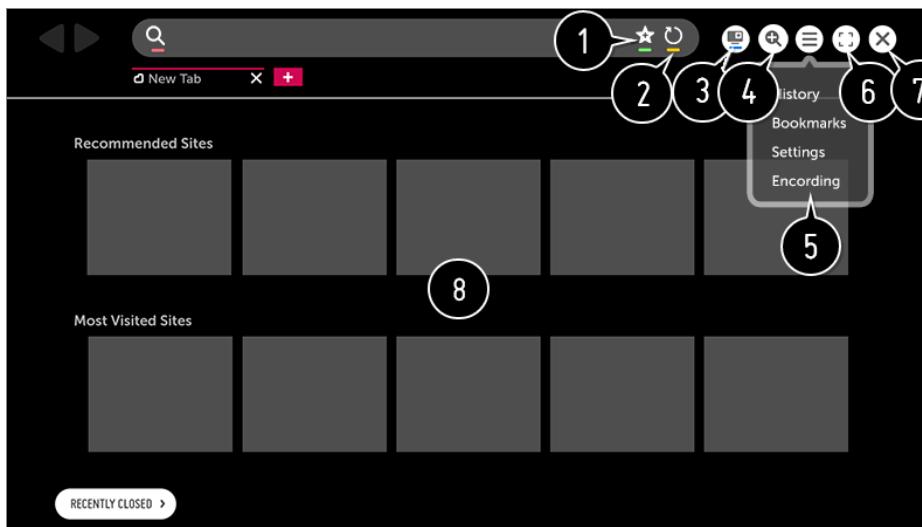 1
New Tab
2
3
4
6
7
History
Bookmarks
Settings
Encording
5
Recommended Sites
8
Most Visited Sites
RECENTLY CLOSED